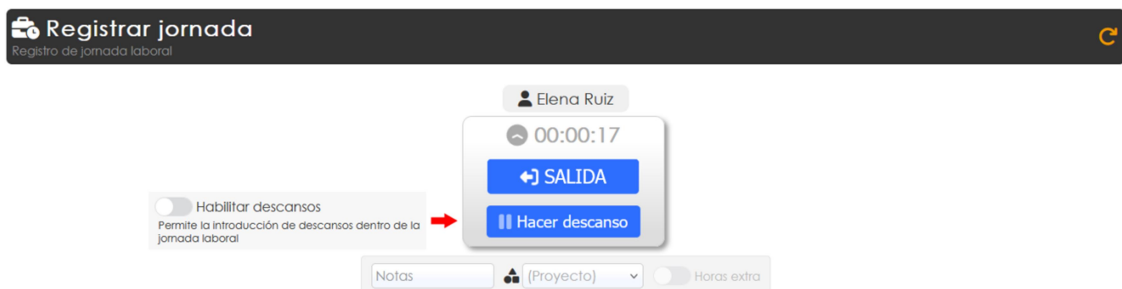 Registrar jornada
Registro de jornada laboral
Elena Ruiz
00:00:17
SALIDA
Habilitar descansos
Permite la introducción de descansos dentro de la
jornada laboral
Hacer descanso
Notas
(Proyecto)
Horas extra